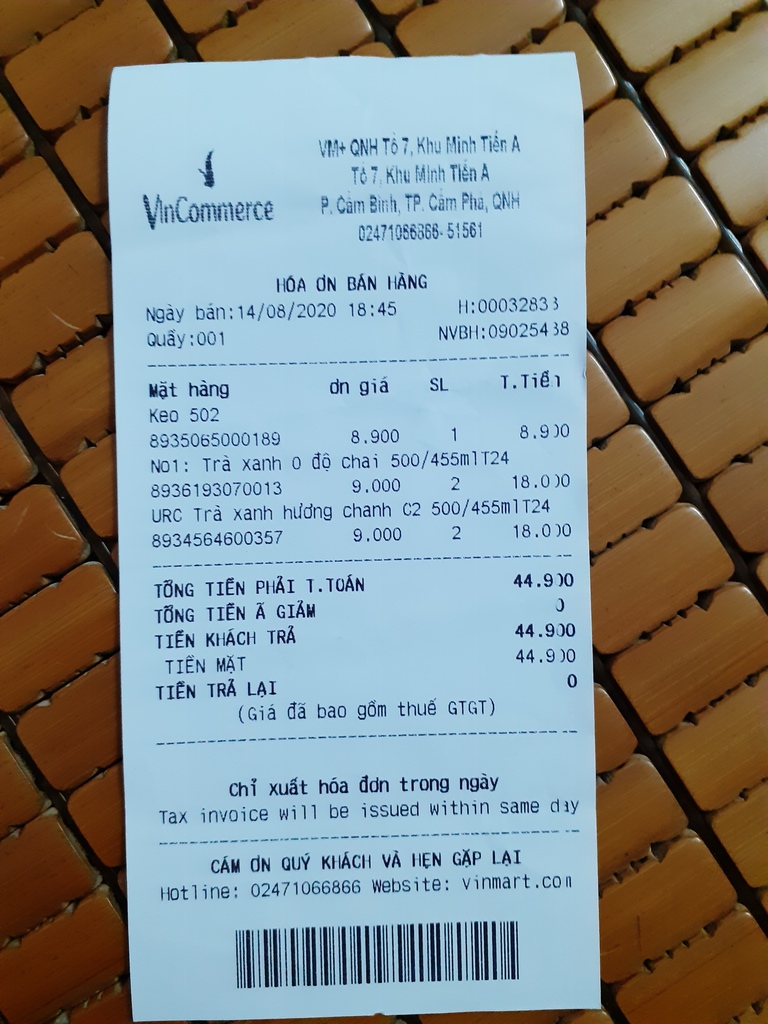 VinCommerce
VM+ QNH Tổ 7, Khu Minh Tiến A
Tổ 7, Khu Minh Tiến A
P. Cẩm Bình, TP. Cẩm Phả, QNH
02471066866-51561
HÓA ƠN BÁN HÀNG
Ngày bán:14/08/2020 18:45 H:00032833
Quầy:001 NVBH:09025438
Mặt hàng ơn giá SL T.Tiền
Keo 502
8935065000189 8.900 1 8.900
No1: Trà xanh 0 độ chai 500/455mlT24
8936193070013 9.000 2 18.000
URC Trà xanh hương chanh C2 500/455mlT24
8934564600357 9.000 2 18.000
TỔNG TIỀN PHẢI T.TOÁN 44.900
TỔNG TIỀN Ã GIẢM 0
TIỀN KHÁCH TRẢ 44.900
TIỀN MẶT 44.900
TIỀN TRẢ LẠI 0
(Giá đã bao gồm thuế GTGT)
Chỉ xuất hóa đơn trong ngày
Tax invoice will be issued within same day
CÁM ƠN QUÝ KHÁCH VÀ HẸN GẶP LẠI
Hotline: 02471066866 Website: vinmart.com